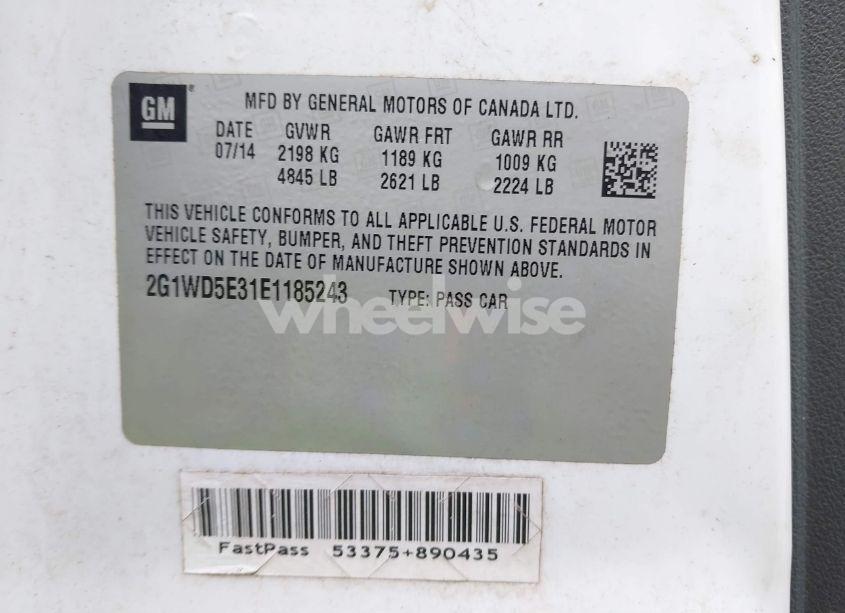 GM
MFD BY GENERAL MOTORS OF CANADA LTD.
DATE GVWR GAWR FRT GAWR RR
07/14 2198 KG 1189 KG 1009 KG
4845 LB 2621 LB 2224 LB
THIS VEHICLE CONFORMS TO ALL APPLICABLE U.S. FEDERAL MOTOR
VEHICLE SAFETY, BUMPER, AND THEFT PREVENTION STANDARDS IN
EFFECT ON THE DATE OF MANUFACTURE SHOWN ABOVE.
2G1WD5E31E1185243 TYPE: PASS CAR
wheelwise
FastPass 53375+890435